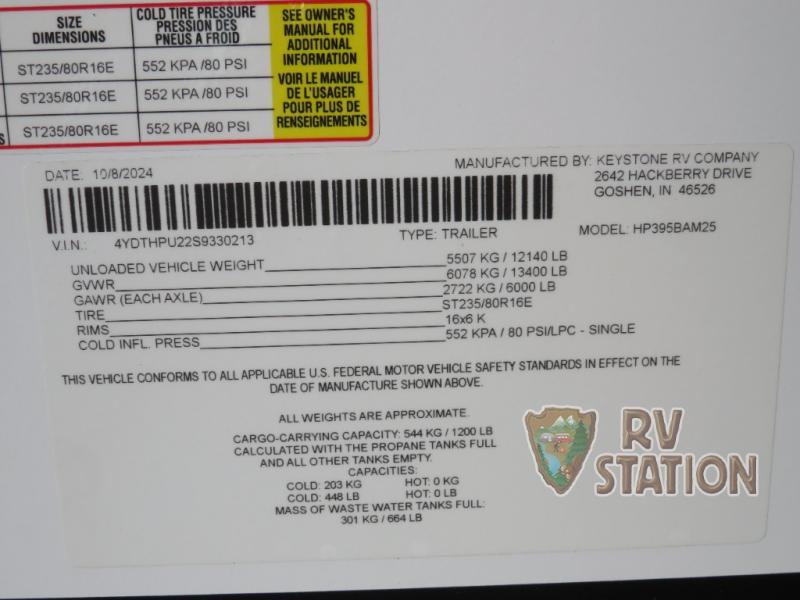 SIZE DIMENSIONS
COLD TIRE PRESSURE
PRESSION DES
PNEUS A FROID
ST235/80R16E 552 KPA /80 PSI
ST235/80R16E 552 KPA /80 PSI
S ST235/80R16E 552 KPA /80 PSI
SEE OWNER'S
MANUAL FOR
ADDITIONAL
INFORMATION
VOIR LE MANUEL
DE L'USAGER
POUR PLUS DE
RENSEIGNEMENTS
DATE: 10/8/2024
MANUFACTURED BY: KEYSTONE RV COMPANY
2642 HACKBERRY DRIVE
GOSHEN, IN 46526
V.I.N.: 4YDTHPU22S9330213 TYPE: TRAILER MODEL: HP395BAM25
UNLOADED VEHICLE WEIGHT 5507 KG / 12140 LB
GVWR 6078 KG / 13400 LB
GAWR (EACH AXLE) 2722 KG / 6000 LB
TIRE ST235/80R16E
RIMS 16x6 K
COLD INFL. PRESS 552 KPA / 80 PSI/LPC - SINGLE
THIS VEHICLE CONFORMS TO ALL APPLICABLE U.S. FEDERAL MOTOR VEHICLE SAFETY STANDARDS IN EFFECT ON THE
DATE OF MANUFACTURE SHOWN ABOVE.
ALL WEIGHTS ARE APPROXIMATE.
CARGO-CARRYING CAPACITY: 544 KG / 1200 LB
CALCULATED WITH THE PROPANE TANKS FULL
AND ALL OTHER TANKS EMPTY.
CAPACITIES:
COLD: 203 KG HOT: 0 KG
COLD: 448 LB HOT: 0 LB
MASS OF WASTE WATER TANKS FULL:
301 KG / 664 LB
RV
STATION